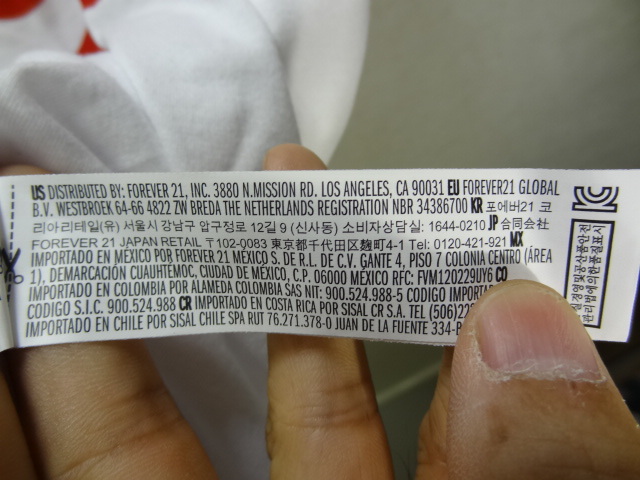 US DISTRIBUTED BY: FOREVER 21, INC. 3880 N.MISSION RD. LOS ANGELES, CA 90031 EU FOREVER21 GLOBAL
B.V. WESTBROEK 64-66 4822 ZW BREDA THE NETHERLANDS REGISTRATION NBR 34386700 KR 포에버21 코
리아리테일(유) 서울시 강남구 압구정로 12길 9 (신사동) 소비자상담실: 1644-0210 JP 合同会社
FOREVER 21 JAPAN RETAIL 〒102-0083 東京都千代田区麹町4-1 Tel: 0120-421-921 MX
IMPORTADO EN MÉXICO POR FOREVER 21 MEXICO S. DE R.L. DE C.V. GANTE 4, PISO 7 COLONIA CENTRO (ÁREA
1), DEMARCACIÓN CUAUHTEMOC, CIUDAD DE MÉXICO, C.P. 06000 MÉXICO RFC: FVM120229UY6 CO
IMPORTADO EN COLOMBIA POR ALAMEDA COLOMBIA SAS NIT: 900.524.988-5 CODIGO
CODIGO S.I.C. 900.524.988 CR IMPORTADO EN COSTA RICA POR SISAL CR S.A. TEL (506)
IMPORTADO EN CHILE POR SISAL CHILE SPA RUT 76.271.378-0 JUAN DE LA FUENTE